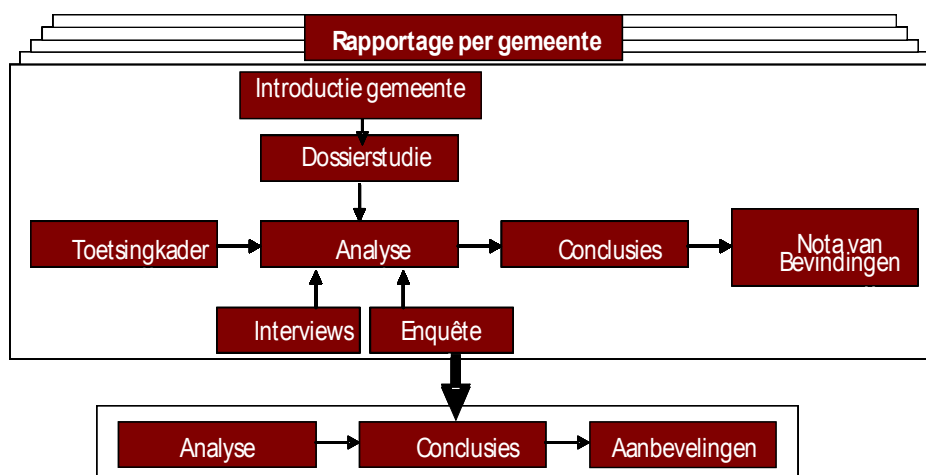 Rapportage per gemeente
Introductie gemeente
Dossierstudie
Toetsingkader
Analyse
Conclusies
Nota van
Bevindingen
Interviews
Enquête
Analyse
Conclusies
Aanbevelingen